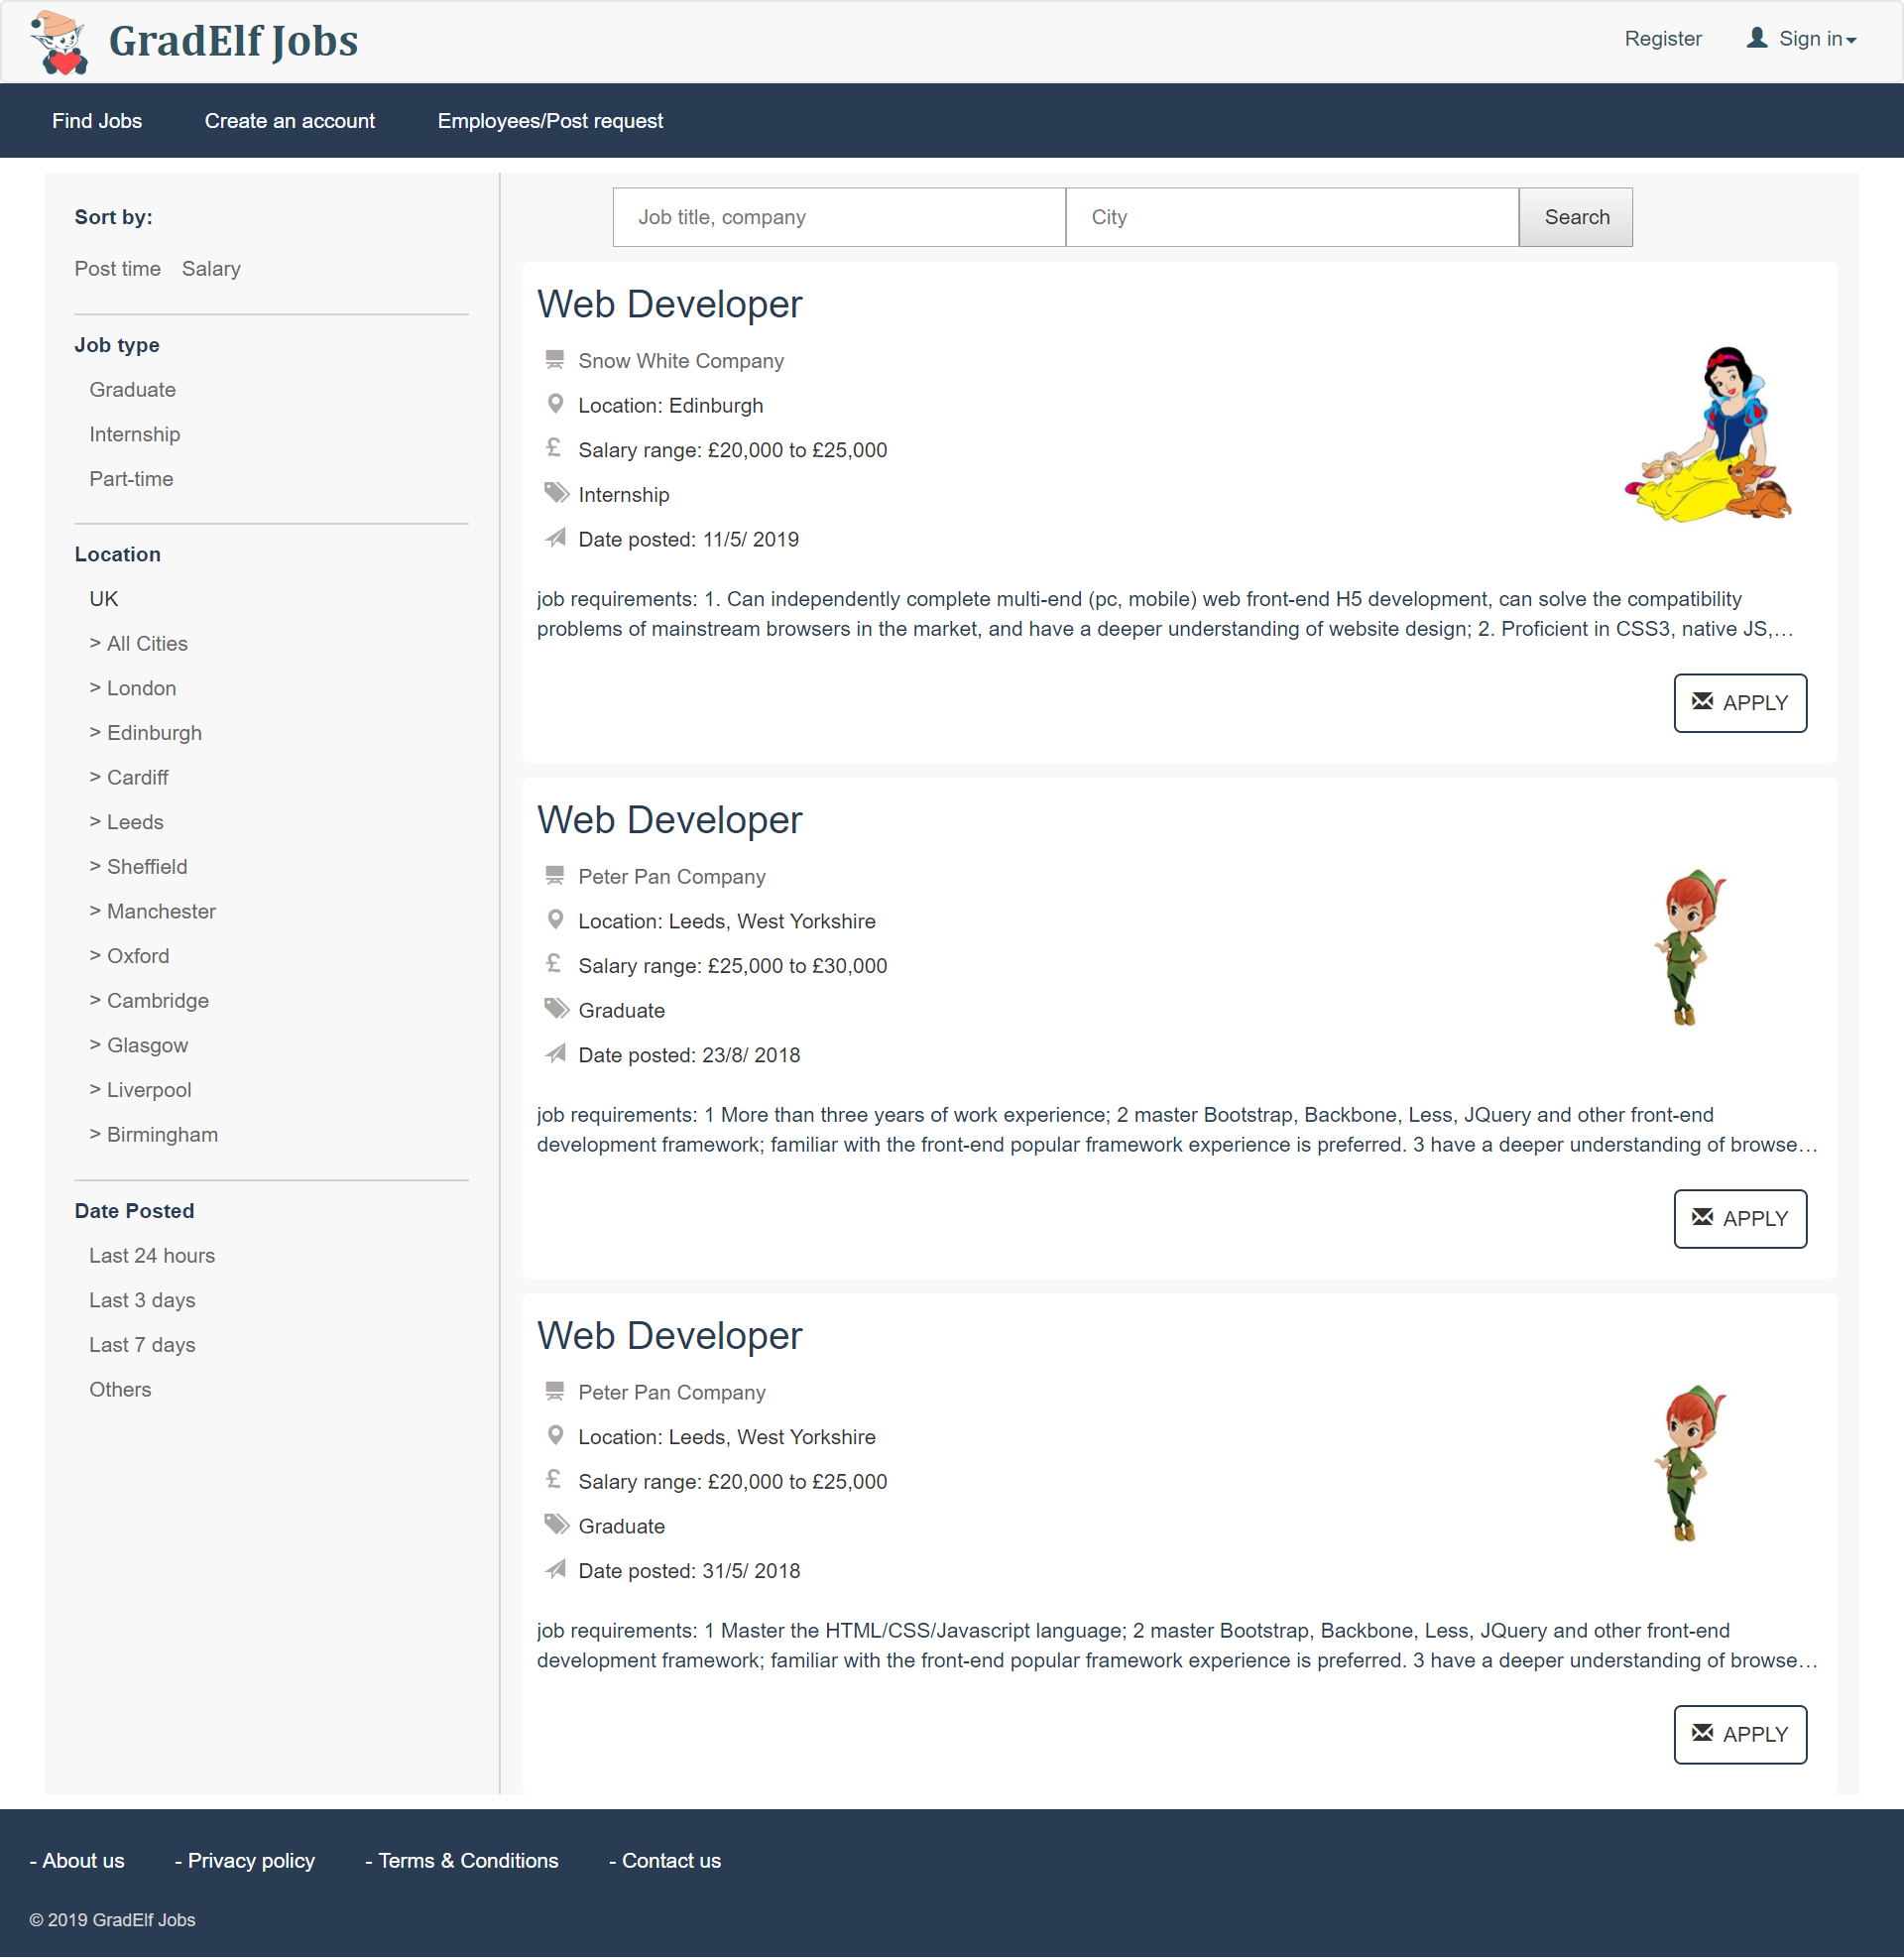 GradElf Jobs
Register
Sign in
Find Jobs
Create an account
Employees/Post request
Sort by:
Post time
Salary
Job type
Graduate
Internship
Part-time
Location
UK
> All Cities
> London
> Edinburgh
> Cardiff
> Leeds
> Sheffield
> Manchester
> Oxford
> Cambridge
> Glasgow
> Liverpool
> Birmingham
Date Posted
Last 24 hours
Last 3 days
Last 7 days
Others
Job title, company
City
Search
Web Developer
Snow White Company
Location: Edinburgh
£ Salary range: £20,000 to £25,000
Internship
Date posted: 11/5/ 2019
job requirements: 1. Can independently complete multi-end (pc, mobile) web front-end H5 development, can solve the compatibility
problems of mainstream browsers in the market, and have a deeper understanding of website design; 2. Proficient in CSS3, native JS,…
APPLY
Web Developer
Peter Pan Company
Location: Leeds, West Yorkshire
£ Salary range: £25,000 to £30,000
Graduate
Date posted: 23/8/ 2018
job requirements: 1 More than three years of work experience; 2 master Bootstrap, Backbone, Less, JQuery and other front-end
development framework; familiar with the front-end popular framework experience is preferred. 3 have a deeper understanding of browse…
APPLY
Web Developer
Peter Pan Company
Location: Leeds, West Yorkshire
£ Salary range: £20,000 to £25,000
Graduate
Date posted: 31/5/ 2018
job requirements: 1 Master the HTML/CSS/Javascript language; 2 master Bootstrap, Backbone, Less, JQuery and other front-end
development framework; familiar with the front-end popular framework experience is preferred. 3 have a deeper understanding of browse…
APPLY
- About us
- Privacy policy
- Terms & Conditions
- Contact us
© 2019 GradElf Jobs